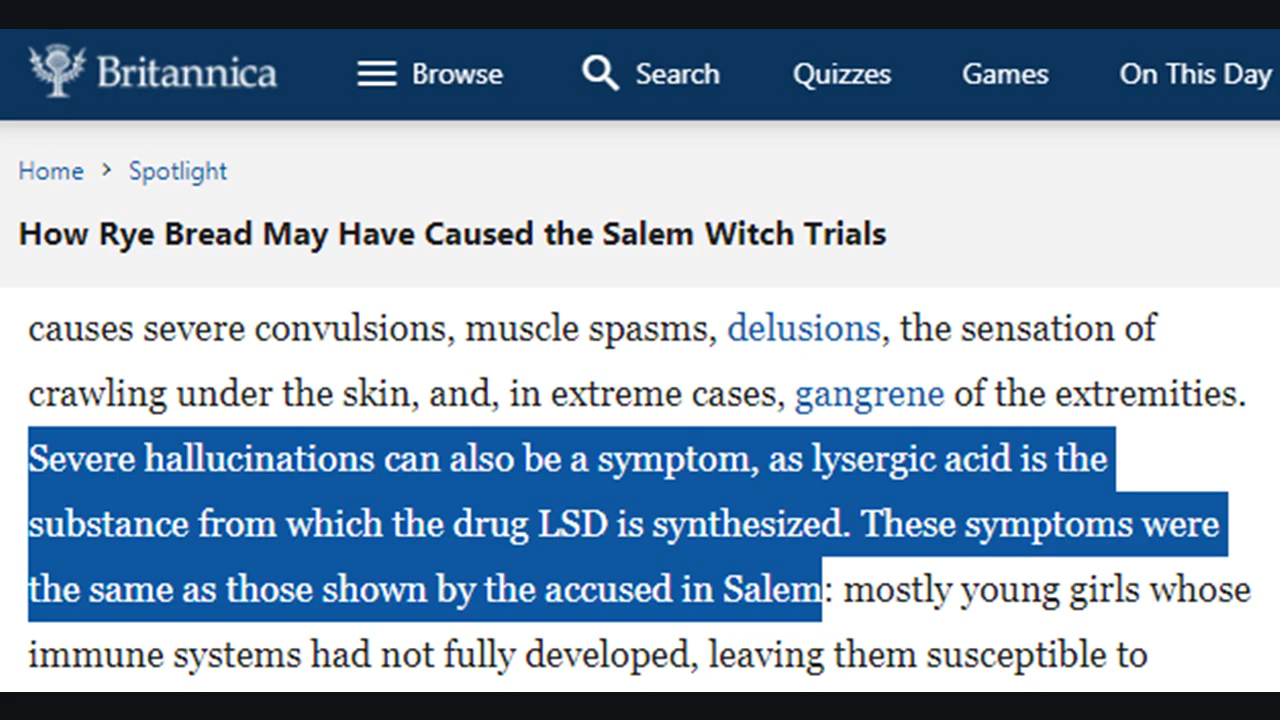 Britannica Browse Search Quizzes Games On This Day
Home > Spotlight
How Rye Bread May Have Caused the Salem Witch Trials
causes severe convulsions, muscle spasms, delusions, the sensation of
crawling under the skin, and, in extreme cases, gangrene of the extremities.
Severe hallucinations can also be a symptom, as lysergic acid is the
substance from which the drug LSD is synthesized. These symptoms were
the same as those shown by the accused in Salem: mostly young girls whose
immune systems had not fully developed, leaving them susceptible to